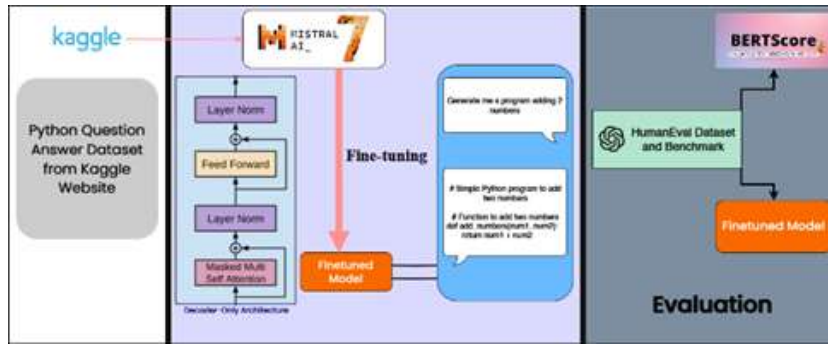 kaggle
Python Question
Answer Dataset
from Kaggle
Website
MISTRAL
AI_
7
Layer Norm
Feed Forward
Layer Norm
Masked Multi
Self Attention
Decoder-Only Architecture
Fine-tuning
Finetuned
Model
Generate me a program adding 2
numbers
# Simple Python program to add
two numbers
# Function to add two numbers
def add_numbers(num1, num2):
return num1 + num2
BERTScore
HumanEval Dataset
and Benchmark
Finetuned Model
Evaluation